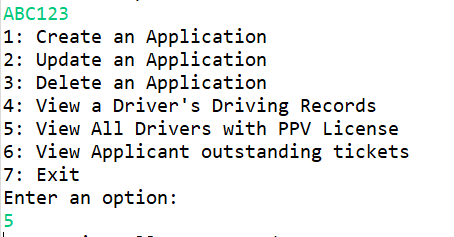 ABC123
1: Create an Application
2: Update an Application
3: Delete an Application
4: View a Driver's Driving Records
5: View All Drivers with PPV License
6: View Applicant outstanding tickets
7: Exit
Enter an option:
5